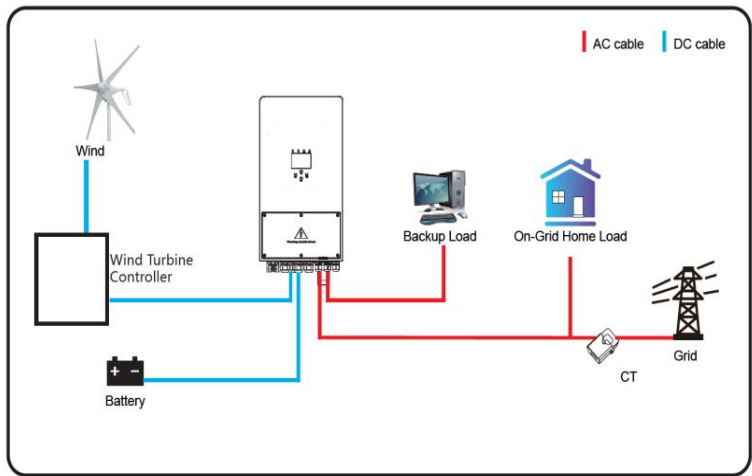 AC cable
DC cable
Wind
Wind Turbine
Controller
Backup Load
On-Grid Home Load
Grid
CT
+ −
Battery